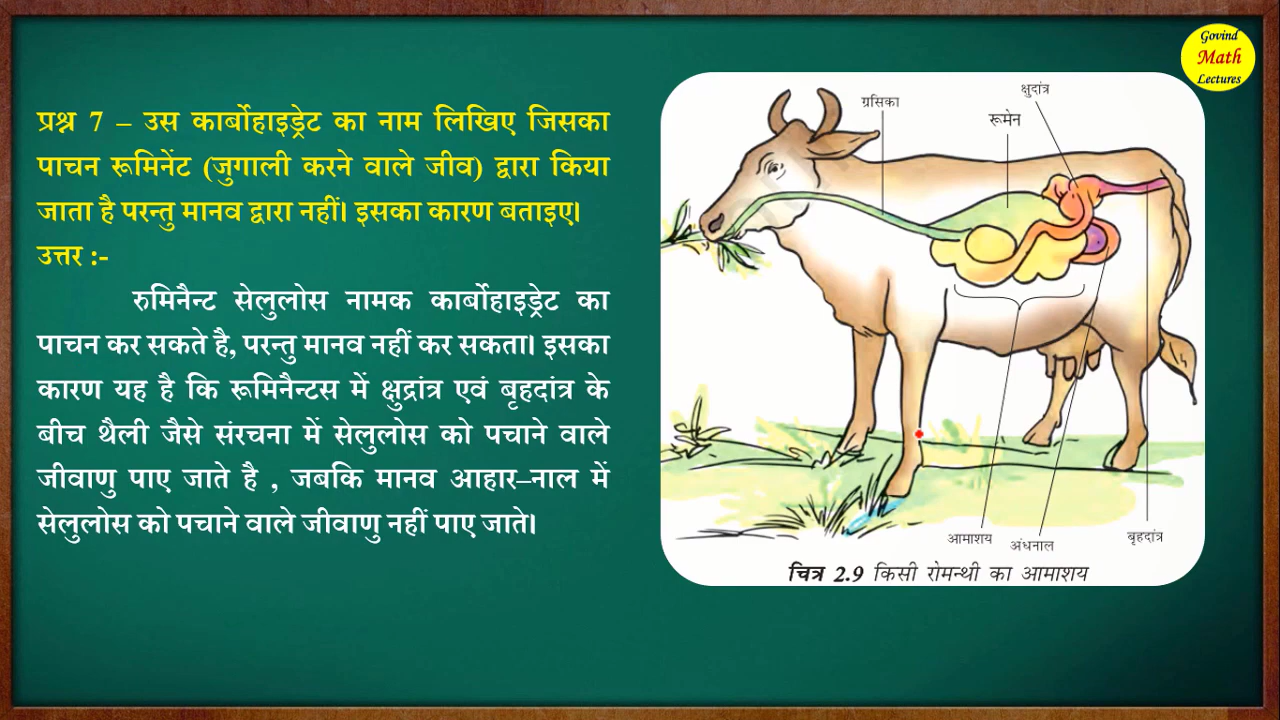 Govind
Math
Lectures
प्रश्न 7 – उस कार्बोहाइड्रेट का नाम लिखिए जिसका
पाचन रूमिनेंट (जुगाली करने वाले जीव) द्वारा किया
जाता है परन्तु मानव द्वारा नहीं। इसका कारण बताइए।
उत्तर :-
रुमिनैन्ट सेलुलोस नामक कार्बोहाइड्रेट का
पाचन कर सकते है, परन्तु मानव नहीं कर सकता। इसका
कारण यह है कि रूमिनैन्टस में क्षुद्रांत्र एवं बृहदांत्र के
बीच थैली जैसे संरचना में सेलुलोस को पचाने वाले
जीवाणु पाए जाते है , जबकि मानव आहार–नाल में
सेलुलोस को पचाने वाले जीवाणु नहीं पाए जाते।
क्षुदांत्र
ग्रसिका
रूमेन
आमाशय
अंधनाल
बृहदांत्र
चित्र 2.9 किसी रोमन्थी का आमाशय